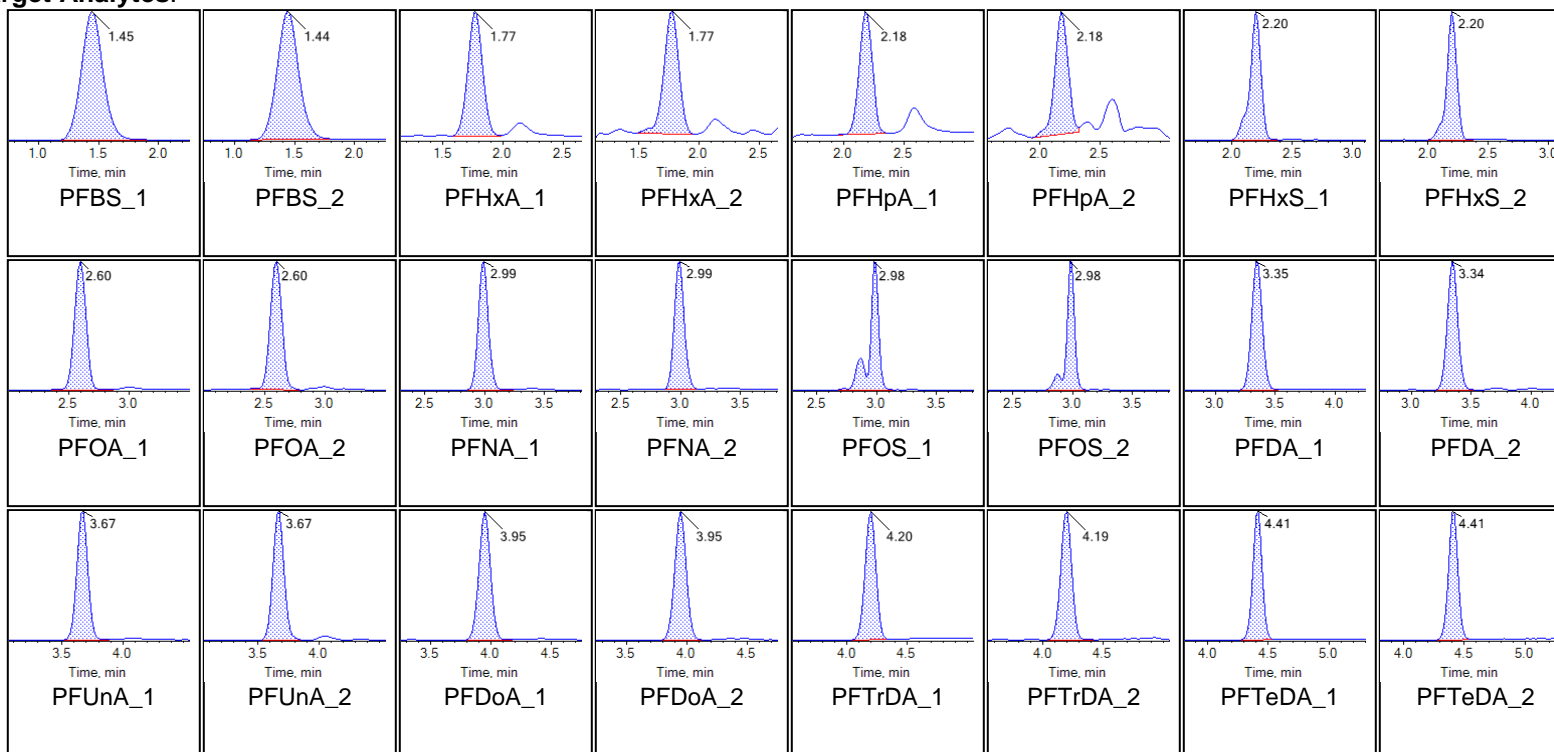 rget Analytes:
1.45 1.44 1.77 1.77 2.18 2.18 2.20 2.20
1.0 1.5 2.0 1.0 1.5 2.0 1.5 2.0 2.5 1.5 2.0 2.5 2.0 2.5 2.0 2.5 2.0 2.5 3.0 2.0 2.5 3.0
Time, min Time, min Time, min Time, min Time, min Time, min Time, min Time, min
PFBS_1 PFBS_2 PFHxA_1 PFHxA_2 PFHpA_1 PFHpA_2 PFHxS_1 PFHxS_2
2.60 2.60 2.99 2.99 2.98 2.98 3.35 3.34
2.5 3.0 2.5 3.0 2.5 3.0 3.5 2.5 3.0 3.5 2.5 3.0 3.5 2.5 3.0 3.5 3.0 3.5 4.0 3.0 3.5 4.0
Time, min Time, min Time, min Time, min Time, min Time, min Time, min Time, min
PFOA_1 PFOA_2 PFNA_1 PFNA_2 PFOS_1 PFOS_2 PFDA_1 PFDA_2
3.67 3.67 3.95 3.95 4.20 4.19 4.41 4.41
3.5 4.0 3.5 4.0 3.5 4.0 4.5 3.5 4.0 4.5 4.0 4.5 4.0 4.5 4.0 4.5 5.0 4.0 4.5 5.0
Time, min Time, min Time, min Time, min Time, min Time, min Time, min Time, min
PFUnA_1 PFUnA_2 PFDoA_1 PFDoA_2 PFTrDA_1 PFTrDA_2 PFTeDA_1 PFTeDA_2